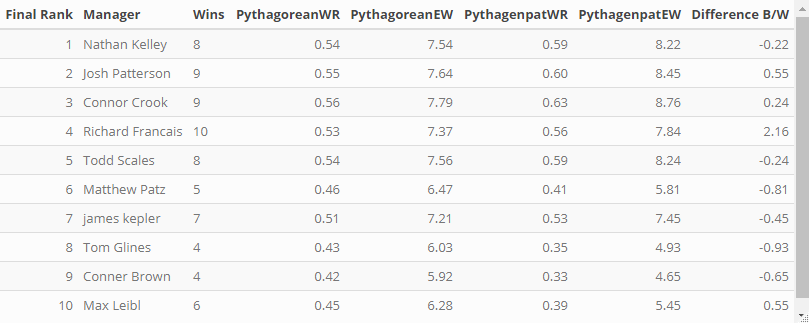 Final Rank Manager Wins PythagoreanWR PythagoreanEW PythagenpatWR PythagenpatEW Difference B/W
1 Nathan Kelley 8 0.54 7.54 0.59 8.22 -0.22
2 Josh Patterson 9 0.55 7.64 0.60 8.45 0.55
3 Connor Crook 9 0.56 7.79 0.63 8.76 0.24
4 Richard Francais 10 0.53 7.37 0.56 7.84 2.16
5 Todd Scales 8 0.54 7.56 0.59 8.24 -0.24
6 Matthew Patz 5 0.46 6.47 0.41 5.81 -0.81
7 james kepler 7 0.51 7.21 0.53 7.45 -0.45
8 Tom Glines 4 0.43 6.03 0.35 4.93 -0.93
9 Conner Brown 4 0.42 5.92 0.33 4.65 -0.65
10 Max Leibl 6 0.45 6.28 0.39 5.45 0.55